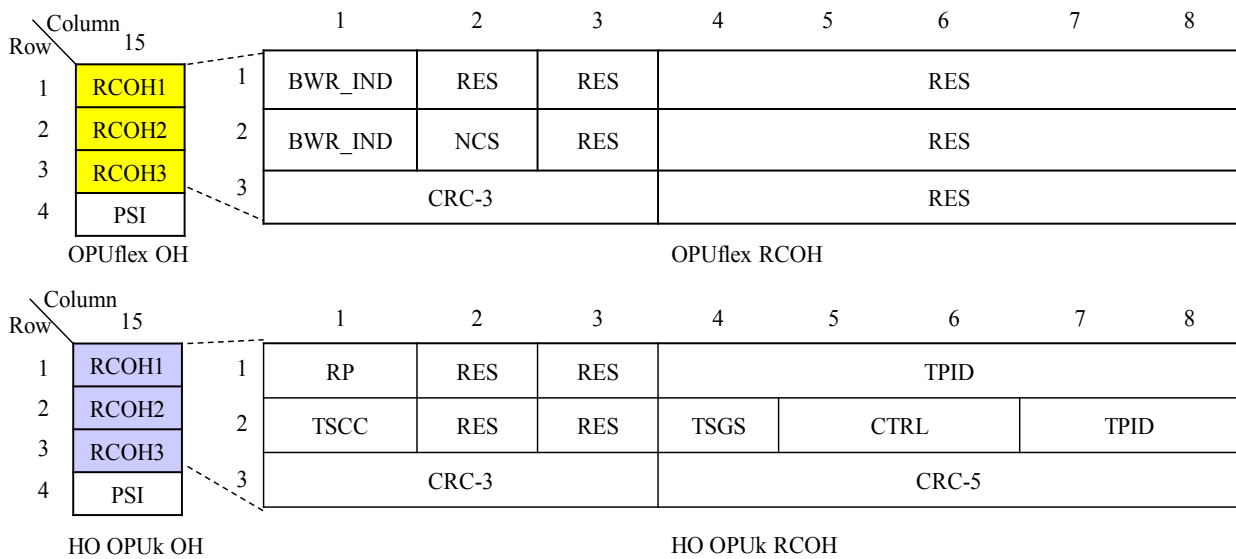 Column
Row 15 1 2 3 4 5 6 7 8
1 RCOH1 1 BWR_IND RES RES RES
2 RCOH2 2 BWR_IND NCS RES RES
3 RCOH3 3 CRC-3 RES
4 PSI
OPUflex OH OPUflex RCOH
Column
Row 15 1 2 3 4 5 6 7 8
1 RCOH1 1 RP RES RES TPID
2 RCOH2 2 TSCC RES RES TSGS CTRL TPID
3 RCOH3 3 CRC-3 CRC-5
4 PSI
HO OPUk OH HO OPUk RCOH